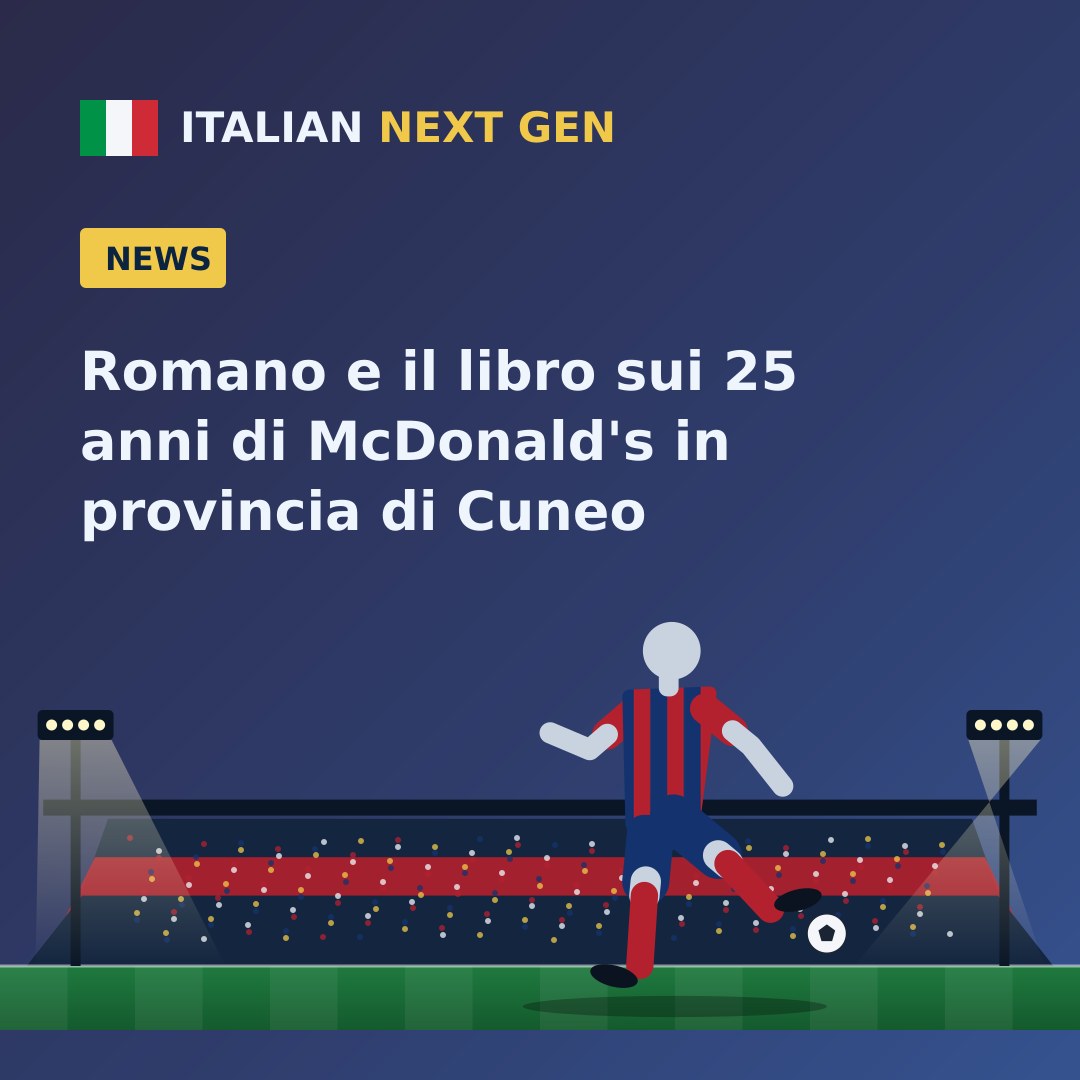 ITALIAN NEXT GEN
NEWS
Romano e il libro sui 25
anni di McDonald's in
provincia di Cuneo